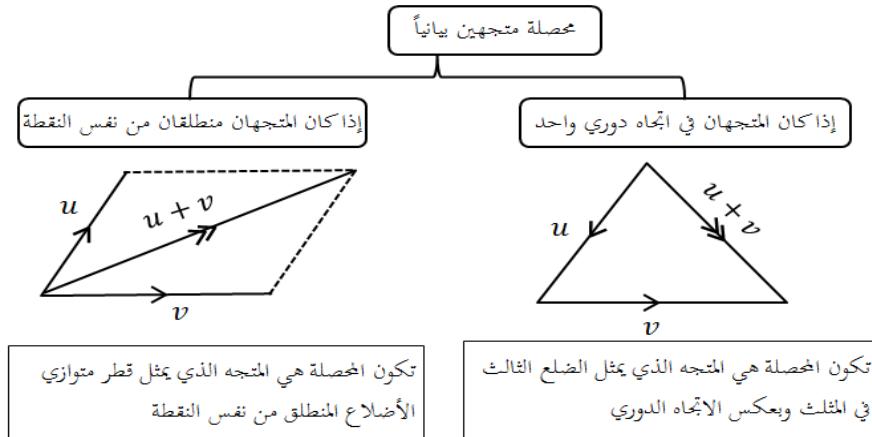 محصلة متجهين بيانياً
إذا كان المتجهان في اتجاه دوري واحد
إذا كان المتجهان منطلقان من نفس النقطة
u
u + v
v
u
u + v
v
تكون المحصلة هي المتجه الذي يمثل الضلع الثالث
في المثلث وبعكس الاتجاه الدوري
تكون المحصلة هي المتجه الذي يمثل قطر متوازي
الأضلاع المنطلق من نفس النقطة